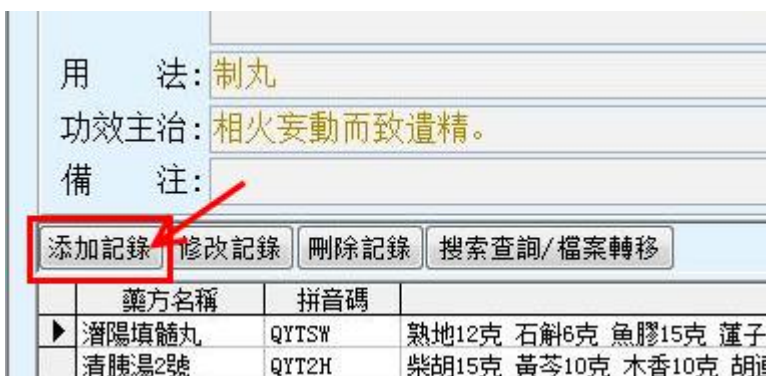 用 法: 制丸
功效主治: 相火妄動而致遺精。
備 注:
添加記錄 修改記錄 刪除記錄 搜索查詢/檔案轉移
藥方名稱 拼音碼
潛陽填髓丸 QYTSW 熟地12克 石斛6克 魚膠15克 蓮子
清胰湯2號 QYT2H 柴胡15克 黃芩10克 木香10克 胡連